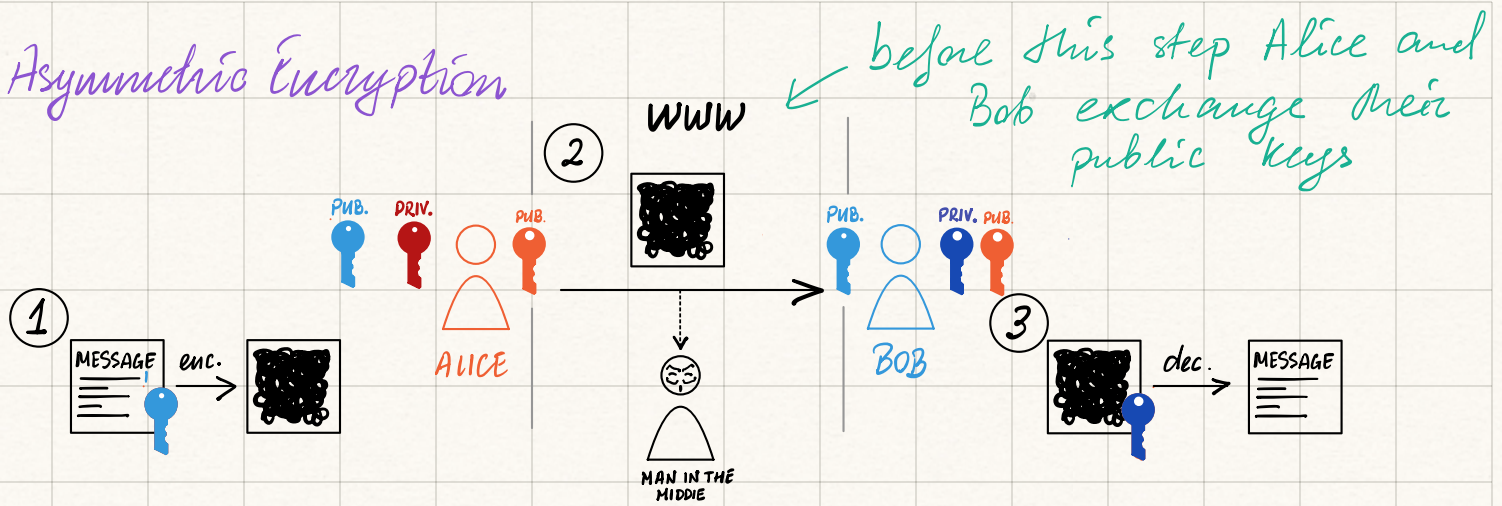 Asymmetric Encryption
before this step Alice and
Bob exchange their
public keys
WWW
2
PUB.
PRIV.
PUB.
PUB.
PRIV.
PUB.
1
MESSAGE
enc.
ALICE
BOB
3
MESSAGE
dec.
MAN IN THE
MIDDLE